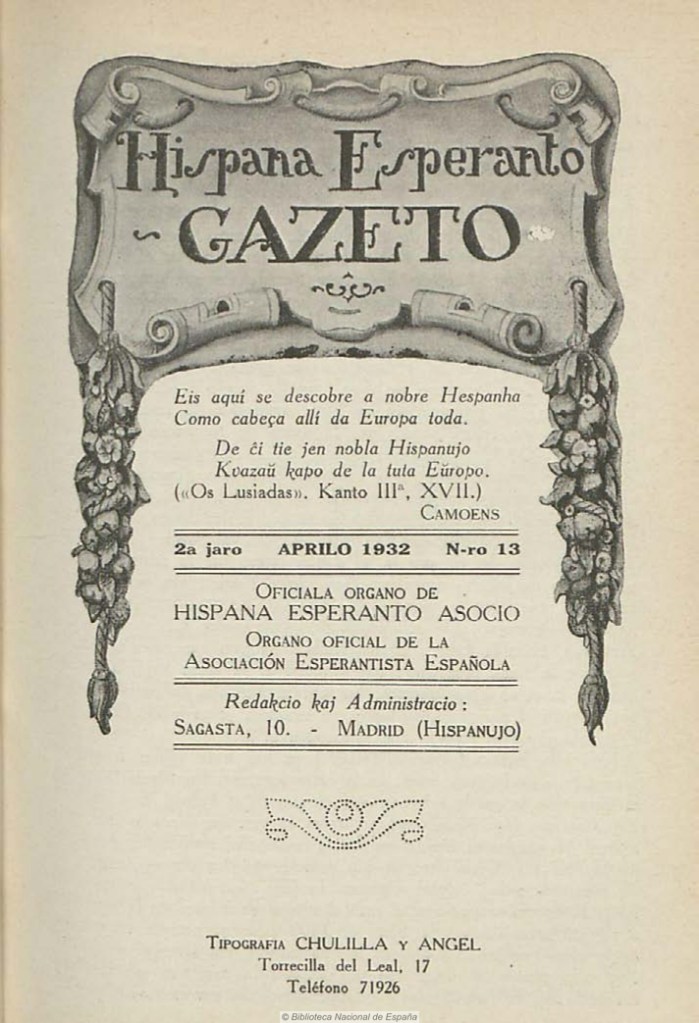 Hispana Esperanto
GAZETO
Eis aquí se descobre a nobre Hespanha
Como cabeça allí da Europa toda.
De ĉi tie jen nobla Hispanujo
Kvazaŭ kapo de la tuta Eŭropo.
(«Os Lusiadas». Kanto IIIª, XVII.)
CAMOENS
2a jaro APRILO 1932 N-ro 13
OFICIALA ORGANO DE
HISPANA ESPERANTO ASOCIO
ORGANO OFICIAL DE LA
ASOCIACIÓN ESPERANTISTA ESPAÑOLA
Redakcio kaj Administracio:
SAGASTA, 10. - MADRID (HISPANUJO)
TIPOGRAFIA CHULILLA Y ANGEL
Torrecilla del Leal, 17
Teléfono 71926
© Biblioteca Nacional de España